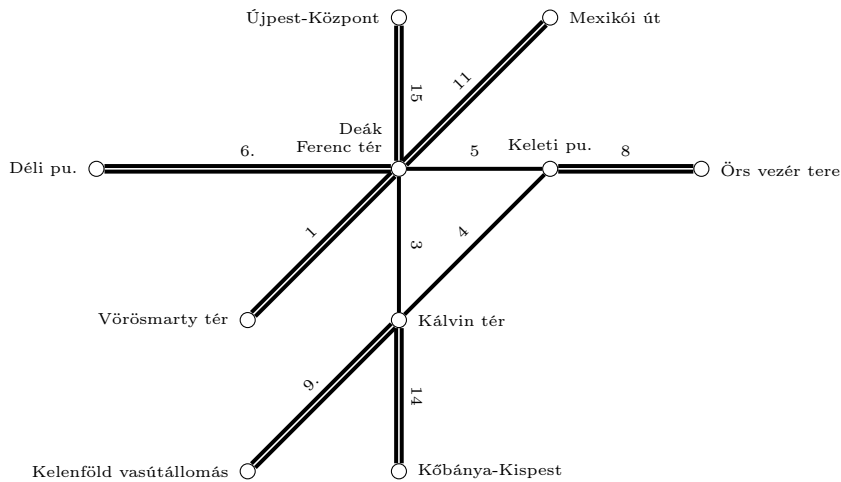 Újpest-Központ
Mexikói út
15
11
Deák
Ferenc tér
6.
5
Keleti pu.
8
Déli pu.
Örs vezér tere
1
3
4
Vörösmarty tér
Kálvin tér
9.
14
Kelenföld vasútállomás
Kőbánya-Kispest